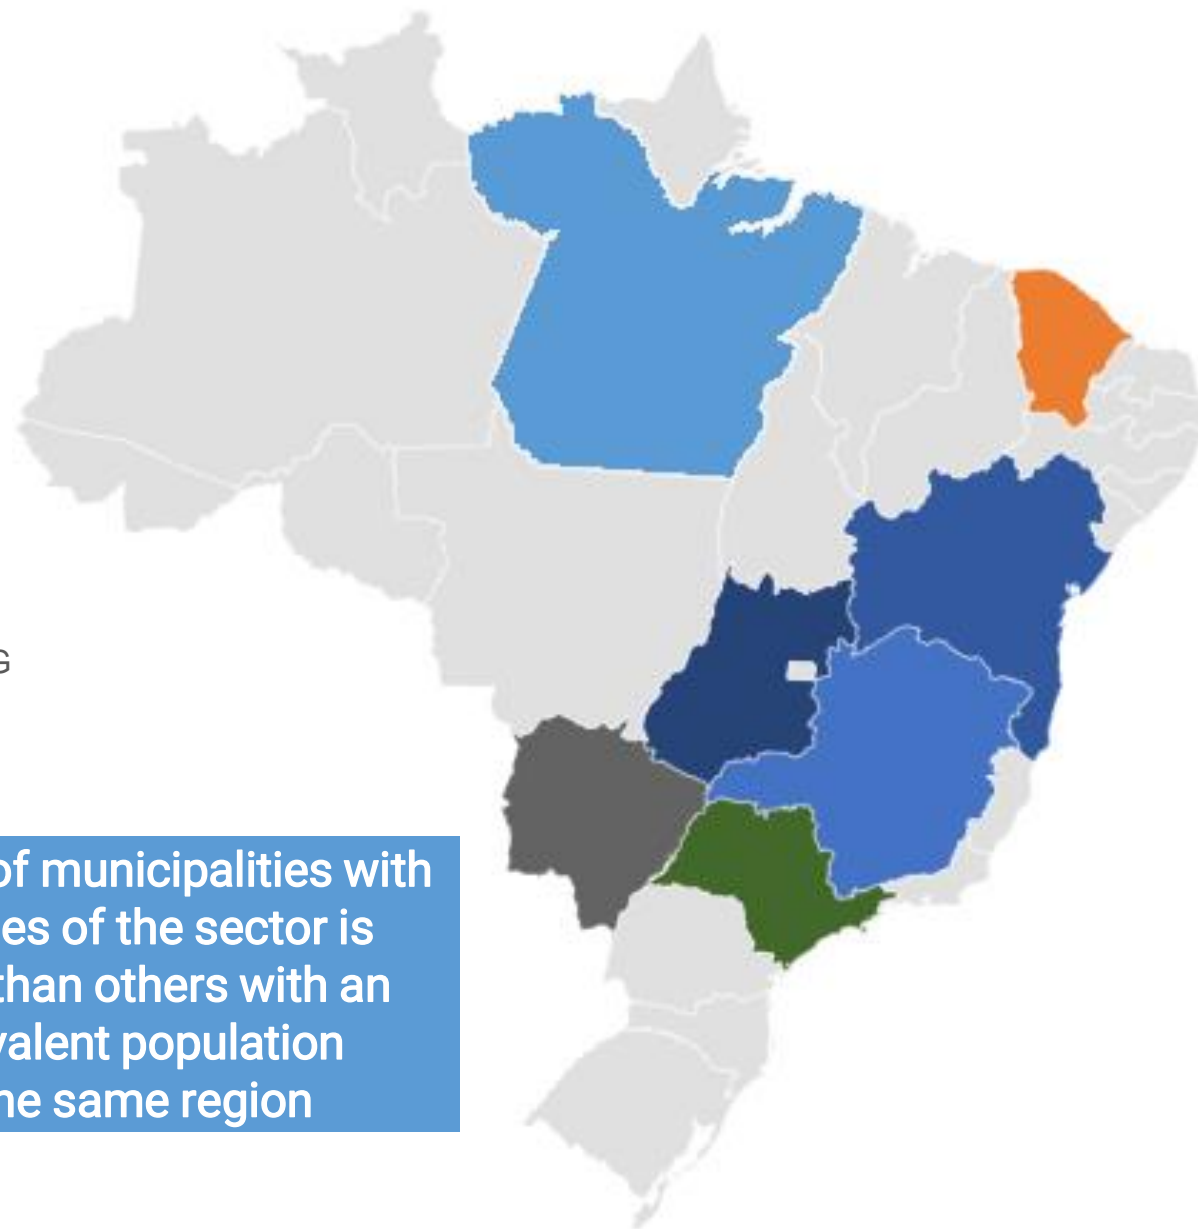 G
of municipalities with
es of the sector is
than others with an
valent population
he same region